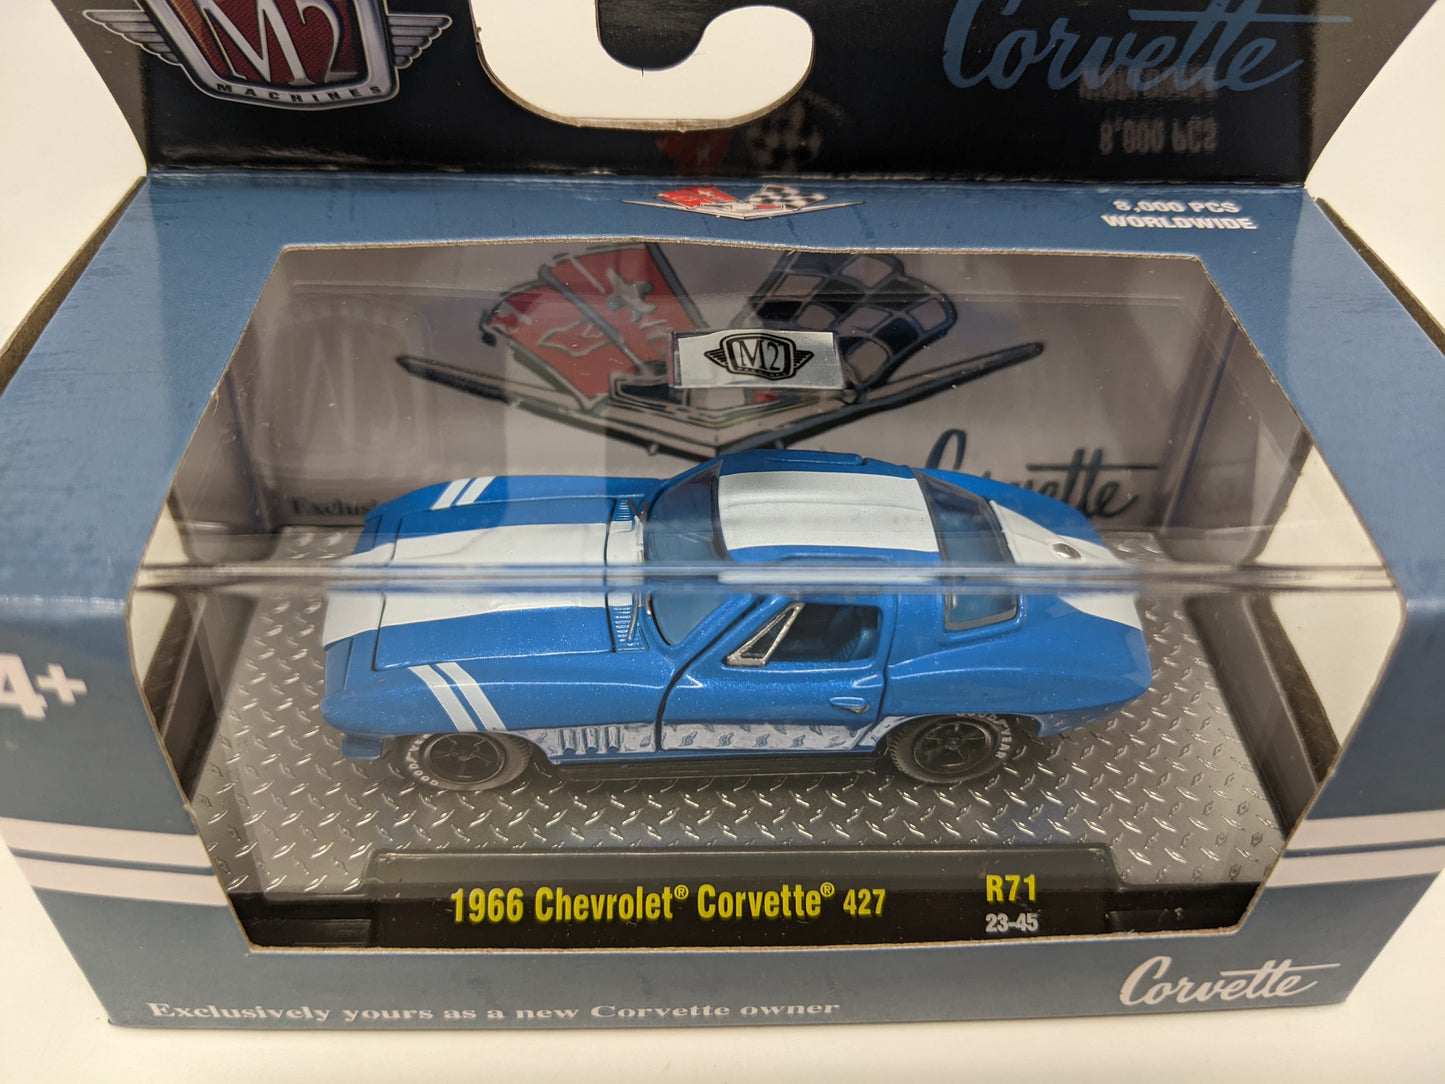 M2
MACHINES
Corvette
8,000 PCS
WORLDWIDE
M2
Corvette
4+
GOODYEAR
1966 Chevrolet® Corvette® 427
R71
23-45
Exclusively yours as a new Corvette owner
Corvette